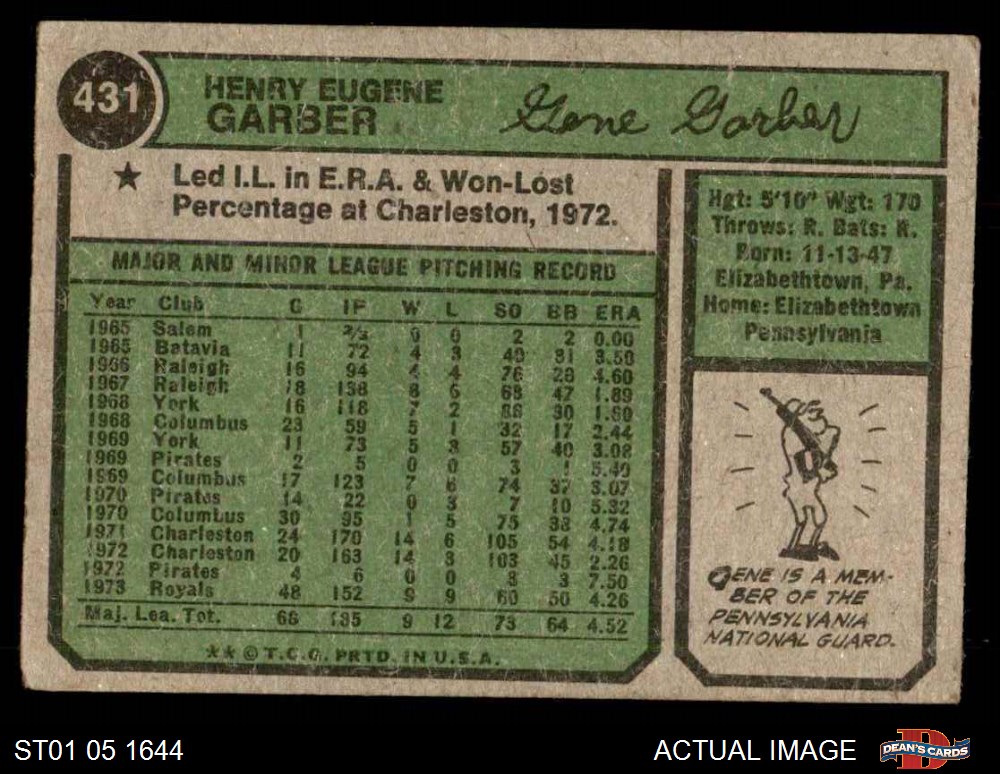 431
HENRY EUGENE
GARBER
Gene Garber
★ Led I.L. in E.R.A. & Won-Lost
Percentage at Charleston, 1972.
MAJOR AND MINOR LEAGUE PITCHING RECORD
Year Club G IP W L SO BB ERA
1965 Salem 1 2/3 0 0 2 2 0.00
1965 Batavia 11 72 4 3 49 31 3.50
1966 Raleigh 16 94 4 4 76 28 4.60
1967 Raleigh 18 138 8 6 68 47 1.89
1968 York 16 118 7 2 88 30 1.60
1968 Columbus 23 59 5 1 32 17 2.44
1969 York 11 73 5 3 57 40 3.08
1969 Pirates 2 5 0 0 3 1 5.40
1969 Columbus 17 123 7 6 74 37 3.07
1970 Pirates 14 22 0 3 7 10 5.32
1970 Columbus 30 95 1 5 75 38 4.74
1971 Charleston 24 170 14 6 105 54 4.18
1972 Charleston 20 163 14 3 103 45 2.26
1972 Pirates 4 6 0 0 3 3 7.50
1973 Royals 48 152 9 9 60 50 4.26
Maj. Lea. Tot. 68 185 9 12 73 64 4.52
** © T.C.G. PRTD. IN U.S.A.
Hgt: 5'10" Wgt: 170
Throws: R. Bats: R.
Born: 11-13-47
Elizabethtown, Pa.
Home: Elizabethtown
Pennsylvania
GENE IS A MEM-
BER OF THE
PENNSYLVANIA
NATIONAL GUARD.
ST01 05 1644
ACTUAL IMAGE
DEAN'S CARDS